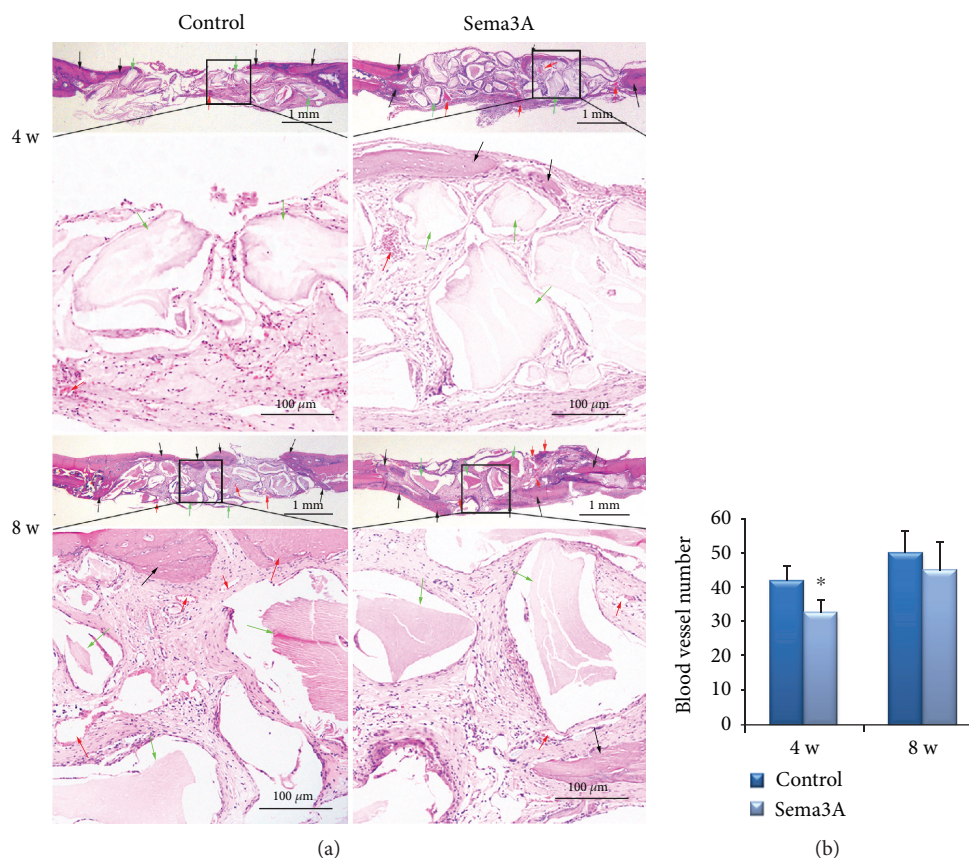 Control
Sema3A
4 w
1 mm
1 mm
100 μm
100 μm
8 w
1 mm
1 mm
100 μm
100 μm
(a)
Blood vessel number
60
50
40
30
20
10
0
*
4 w
8 w
Control
Sema3A
(b)